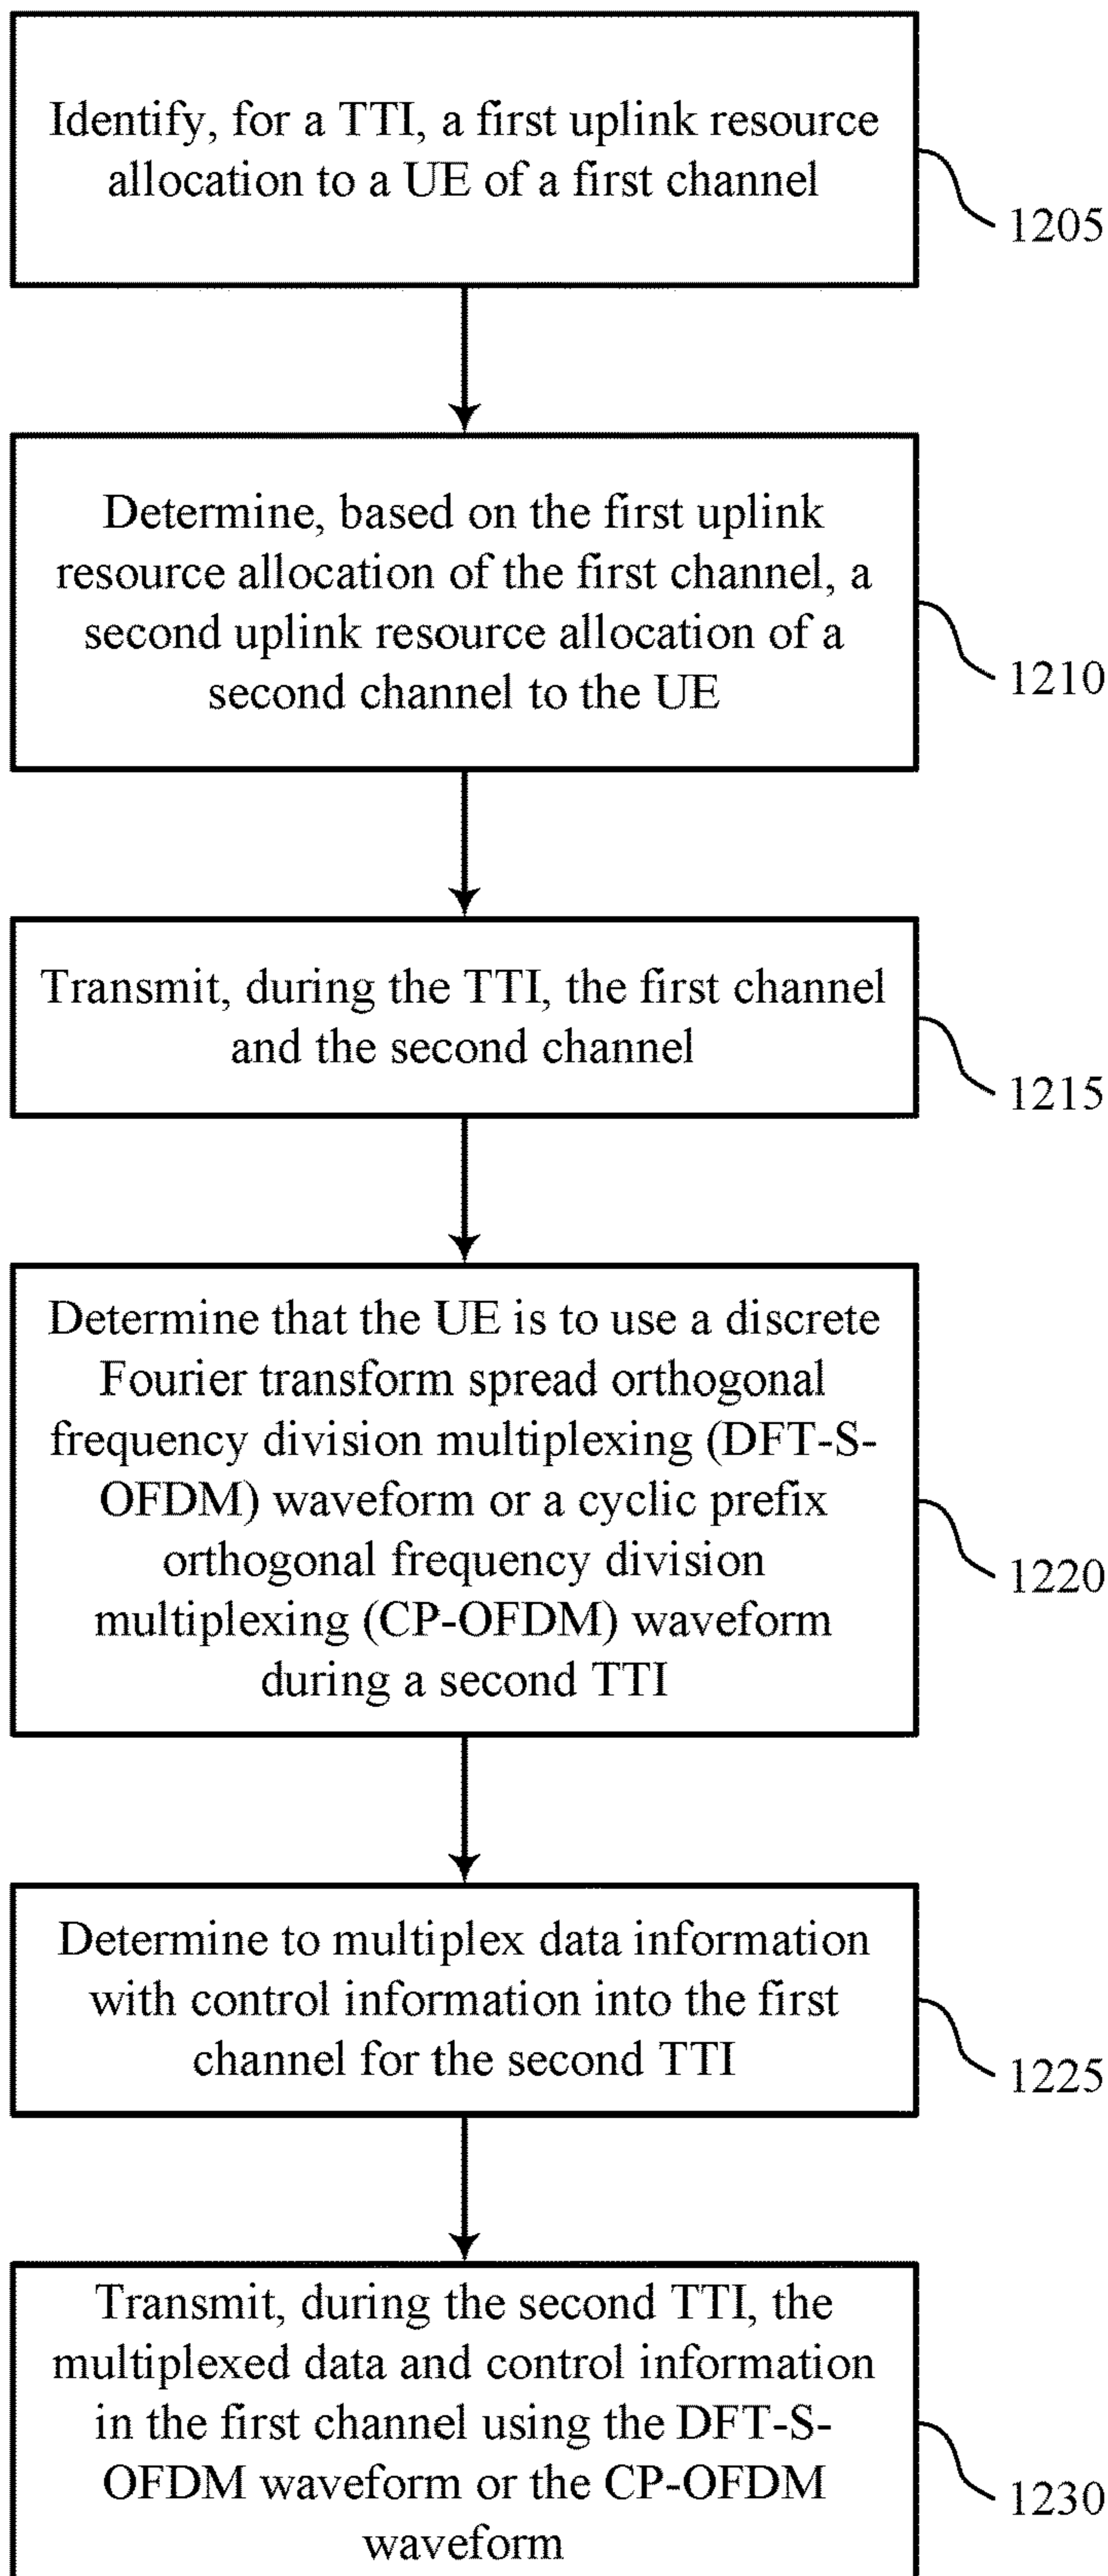 Identify, for a TTI, a first uplink resource
allocation to a UE of a first channel
1205
Determine, based on the first uplink
resource allocation of the first channel, a
second uplink resource allocation of a
second channel to the UE
1210
Transmit, during the TTI, the first channel
and the second channel
1215
Determine that the UE is to use a discrete
Fourier transform spread orthogonal
frequency division multiplexing (DFT-S-
OFDM) waveform or a cyclic prefix
orthogonal frequency division
multiplexing (CP-OFDM) waveform
during a second TTI
1220
Determine to multiplex data information
with control information into the first
channel for the second TTI
1225
Transmit, during the second TTI, the
multiplexed data and control information
in the first channel using the DFT-S-
OFDM waveform or the CP-OFDM
waveform
1230